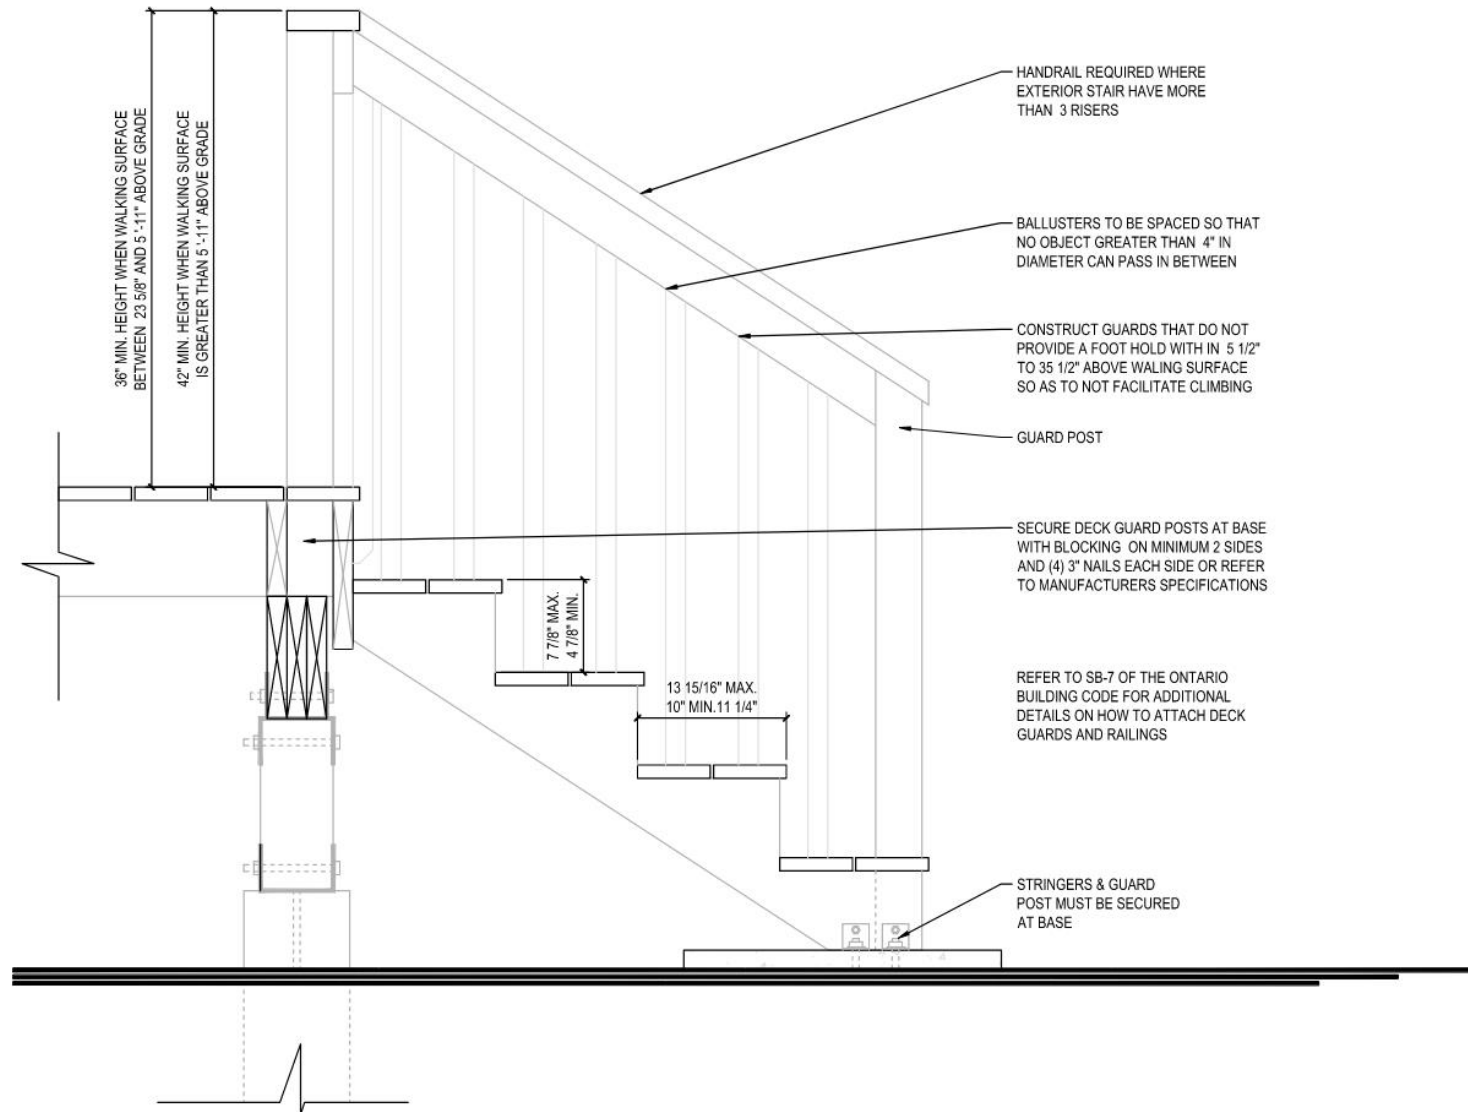 36" MIN. HEIGHT WHEN WALKING SURFACE
BETWEEN 23 5/8" AND 5 '-11" ABOVE GRADE
42" MIN. HEIGHT WHEN WALKING SURFACE
IS GREATER THAN 5 '-11" ABOVE GRADE
HANDRAIL REQUIRED WHERE
EXTERIOR STAIR HAVE MORE
THAN 3 RISERS
BALLUSTERS TO BE SPACED SO THAT
NO OBJECT GREATER THAN 4" IN
DIAMETER CAN PASS IN BETWEEN
CONSTRUCT GUARDS THAT DO NOT
PROVIDE A FOOT HOLD WITH IN 5 1/2"
TO 35 1/2" ABOVE WALING SURFACE
SO AS TO NOT FACILITATE CLIMBING
GUARD POST
SECURE DECK GUARD POSTS AT BASE
WITH BLOCKING ON MINIMUM 2 SIDES
AND (4) 3" NAILS EACH SIDE OR REFER
TO MANUFACTURERS SPECIFICATIONS
7 7/8" MAX.
4 7/8" MIN.
13 15/16" MAX.
10" MIN.11 1/4"
REFER TO SB-7 OF THE ONTARIO
BUILDING CODE FOR ADDITIONAL
DETAILS ON HOW TO ATTACH DECK
GUARDS AND RAILINGS
STRINGERS & GUARD
POST MUST BE SECURED
AT BASE